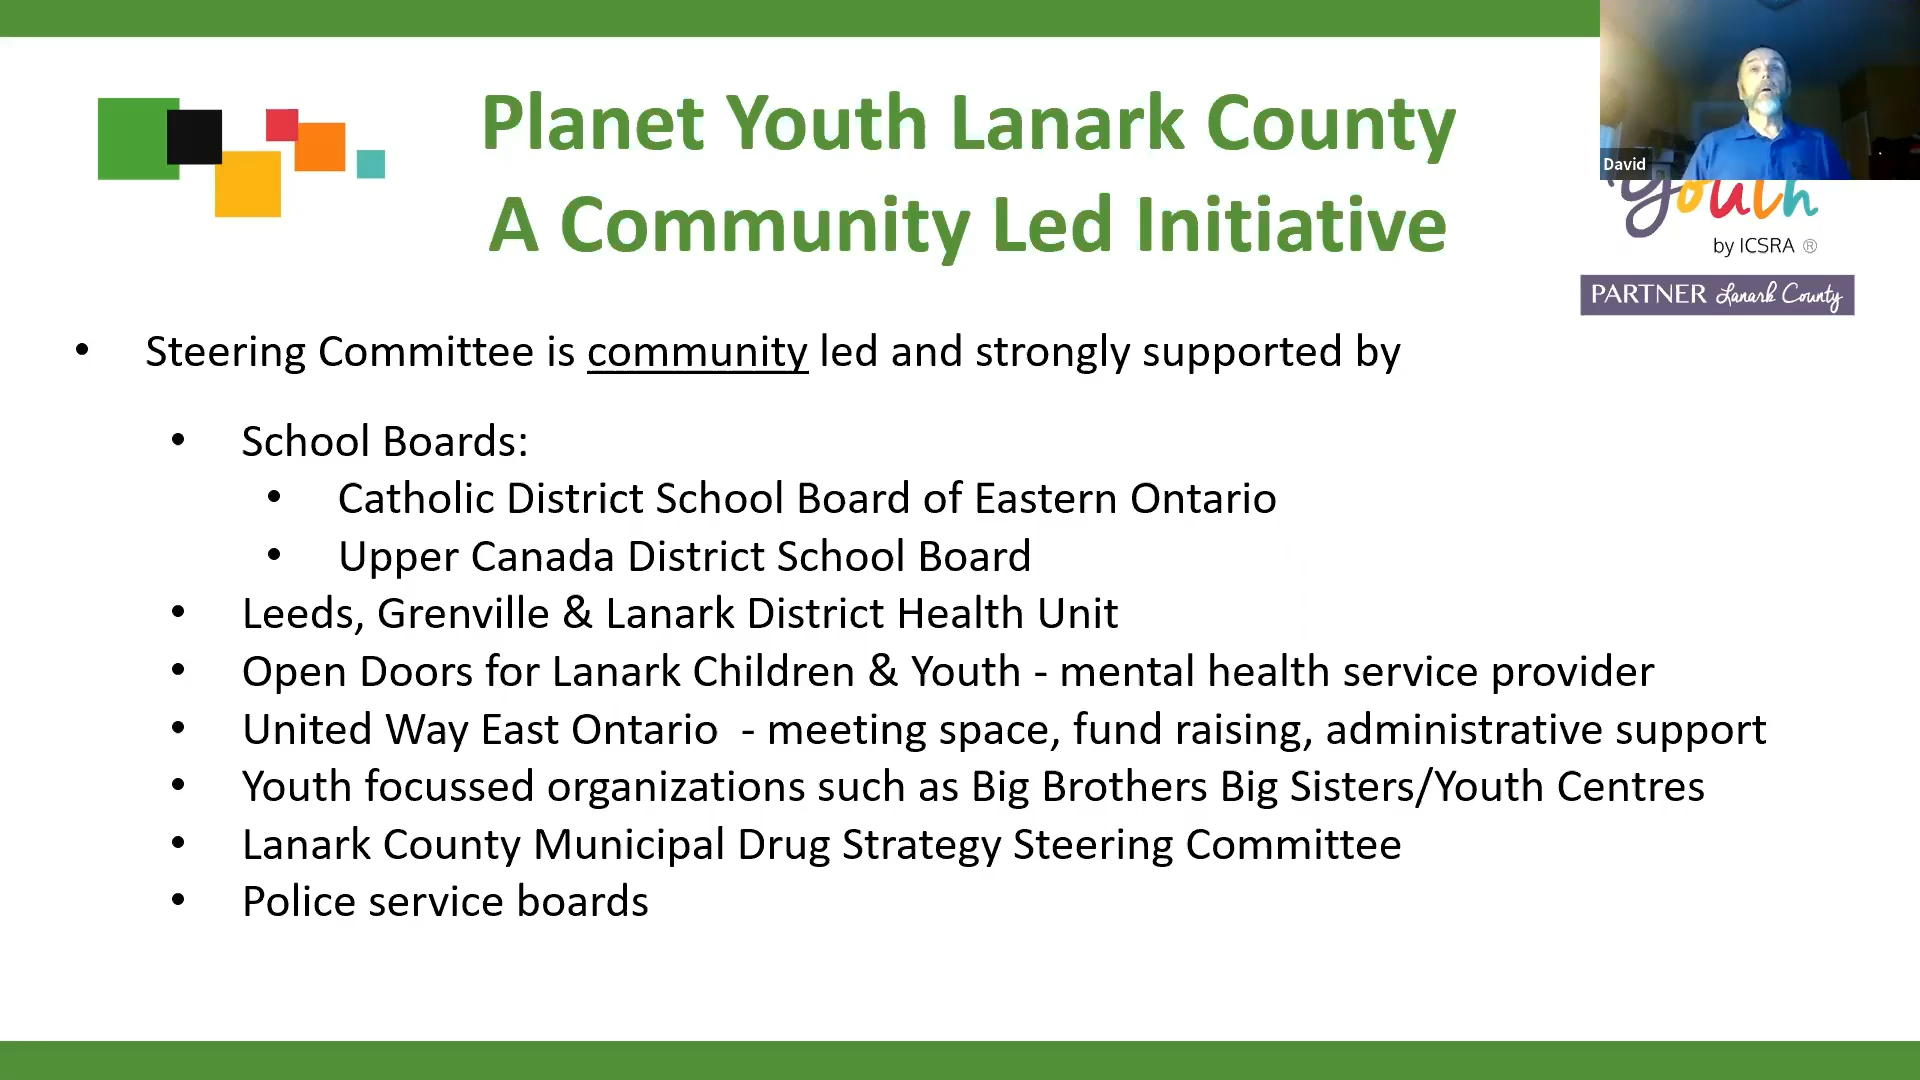 Planet Youth Lanark County
A Community Led Initiative
David
youth
by ICSRA ®
PARTNER Lanark County
• Steering Committee is community led and strongly supported by
• School Boards:
• Catholic District School Board of Eastern Ontario
• Upper Canada District School Board
• Leeds, Grenville & Lanark District Health Unit
• Open Doors for Lanark Children & Youth - mental health service provider
• United Way East Ontario  - meeting space, fund raising, administrative support
• Youth focussed organizations such as Big Brothers Big Sisters/Youth Centres
• Lanark County Municipal Drug Strategy Steering Committee
• Police service boards